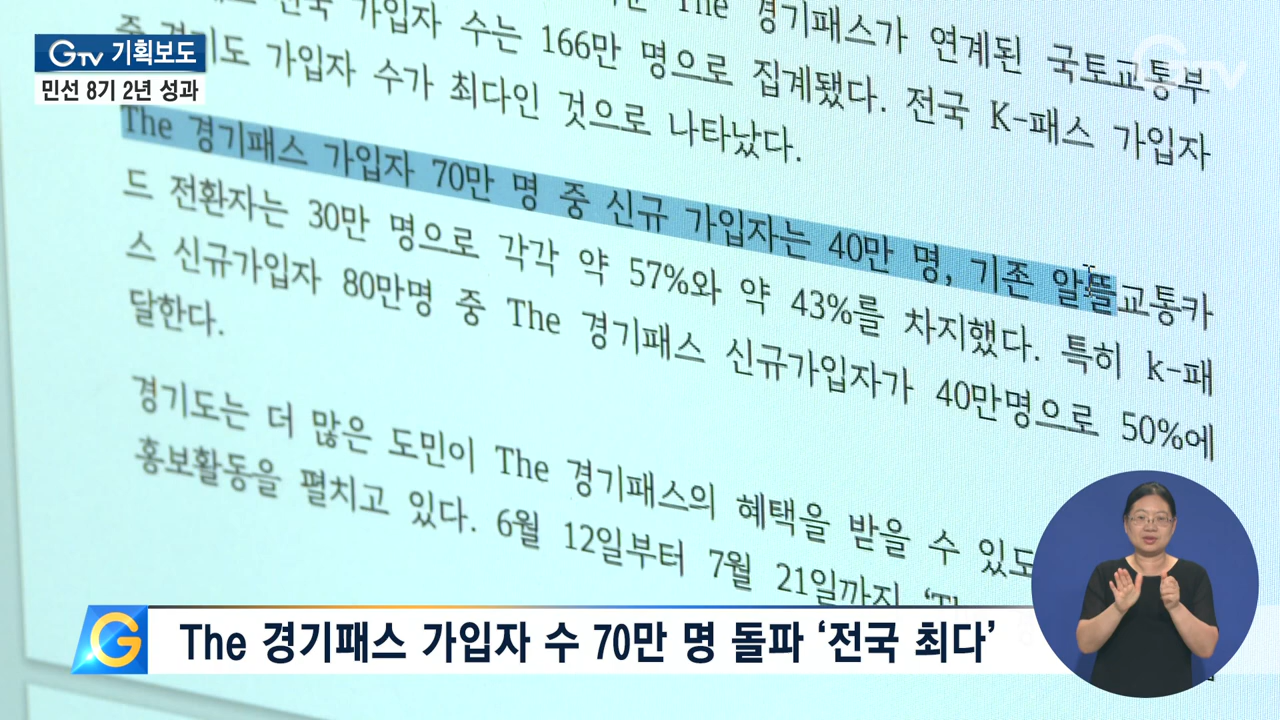 GTV 기획보도
민선 8기 2년 성과
GTV
The 경기패스가 연계된 국토교통부
전국 가입자 수는 166만 명으로 집계됐다. 전국 K-패스 가입자
중 경기도 가입자 수가 최다인 것으로 나타났다.
The 경기패스 가입자 70만 명 중 신규 가입자는 40만 명, 기존 알뜰교통카
드 전환자는 30만 명으로 각각 약 57%와 약 43%를 차지했다. 특히 k-패
스 신규가입자 80만명 중 The 경기패스 신규가입자가 40만명으로 50%에
달한다.
경기도는 더 많은 도민이 The 경기패스의 혜택을 받을 수 있도
홍보활동을 펼치고 있다. 6월 12일부터 7월 21일까지
G The 경기패스 가입자 수 70만 명 돌파 ‘전국 최다’